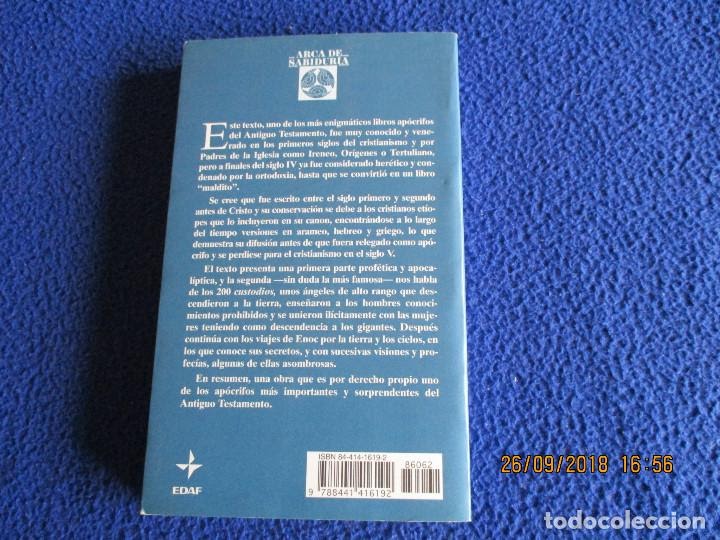 ARCA DE
SABIDURÍA
Este texto, uno de los más enigmáticos libros apócrifos
del Antiguo Testamento, fue muy conocido y vene-
rado en los primeros siglos del cristianismo y por
Padres de la Iglesia como Ireneo, Orígenes o Tertuliano,
pero a finales del siglo IV ya fue considerado herético y con-
denado por la ortodoxia, hasta que se convirtió en un libro
“maldito”.
Se cree que fue escrito entre el siglo primero y segundo
antes de Cristo y su conservación se debe a los cristianos etío-
pes que lo incluyeron en su canon, encontrándose a lo largo
del tiempo versiones en arameo, hebreo y griego, lo que
demuestra su difusión antes de que fuera relegado como apó-
crifo y se perdiese para el cristianismo en el siglo V.
El texto presenta una primera parte profética y apoca-
líptica, y la segunda —sin duda la más famosa— nos habla
de los 200 custodios, unos ángeles de alto rango que des-
cendieron a la tierra, enseñaron a los hombres conoci-
mientos prohibidos y se unieron ilícitamente con las muje-
res teniendo como descendencia a los gigantes. Después
continúa con los viajes de Enoc por la tierra y los cielos, en
los que conoce sus secretos, y con sucesivas visiones y pro-
fecías, algunas de ellas asombrosas.
En resumen, una obra que es por derecho propio uno
de los apócrifos más importantes y sorprendentes del
Antiguo Testamento.
EDAF
ISBN 84-414-1619-2
86062
9 788441 416192
26/09/2018 16:56
todocoleccion